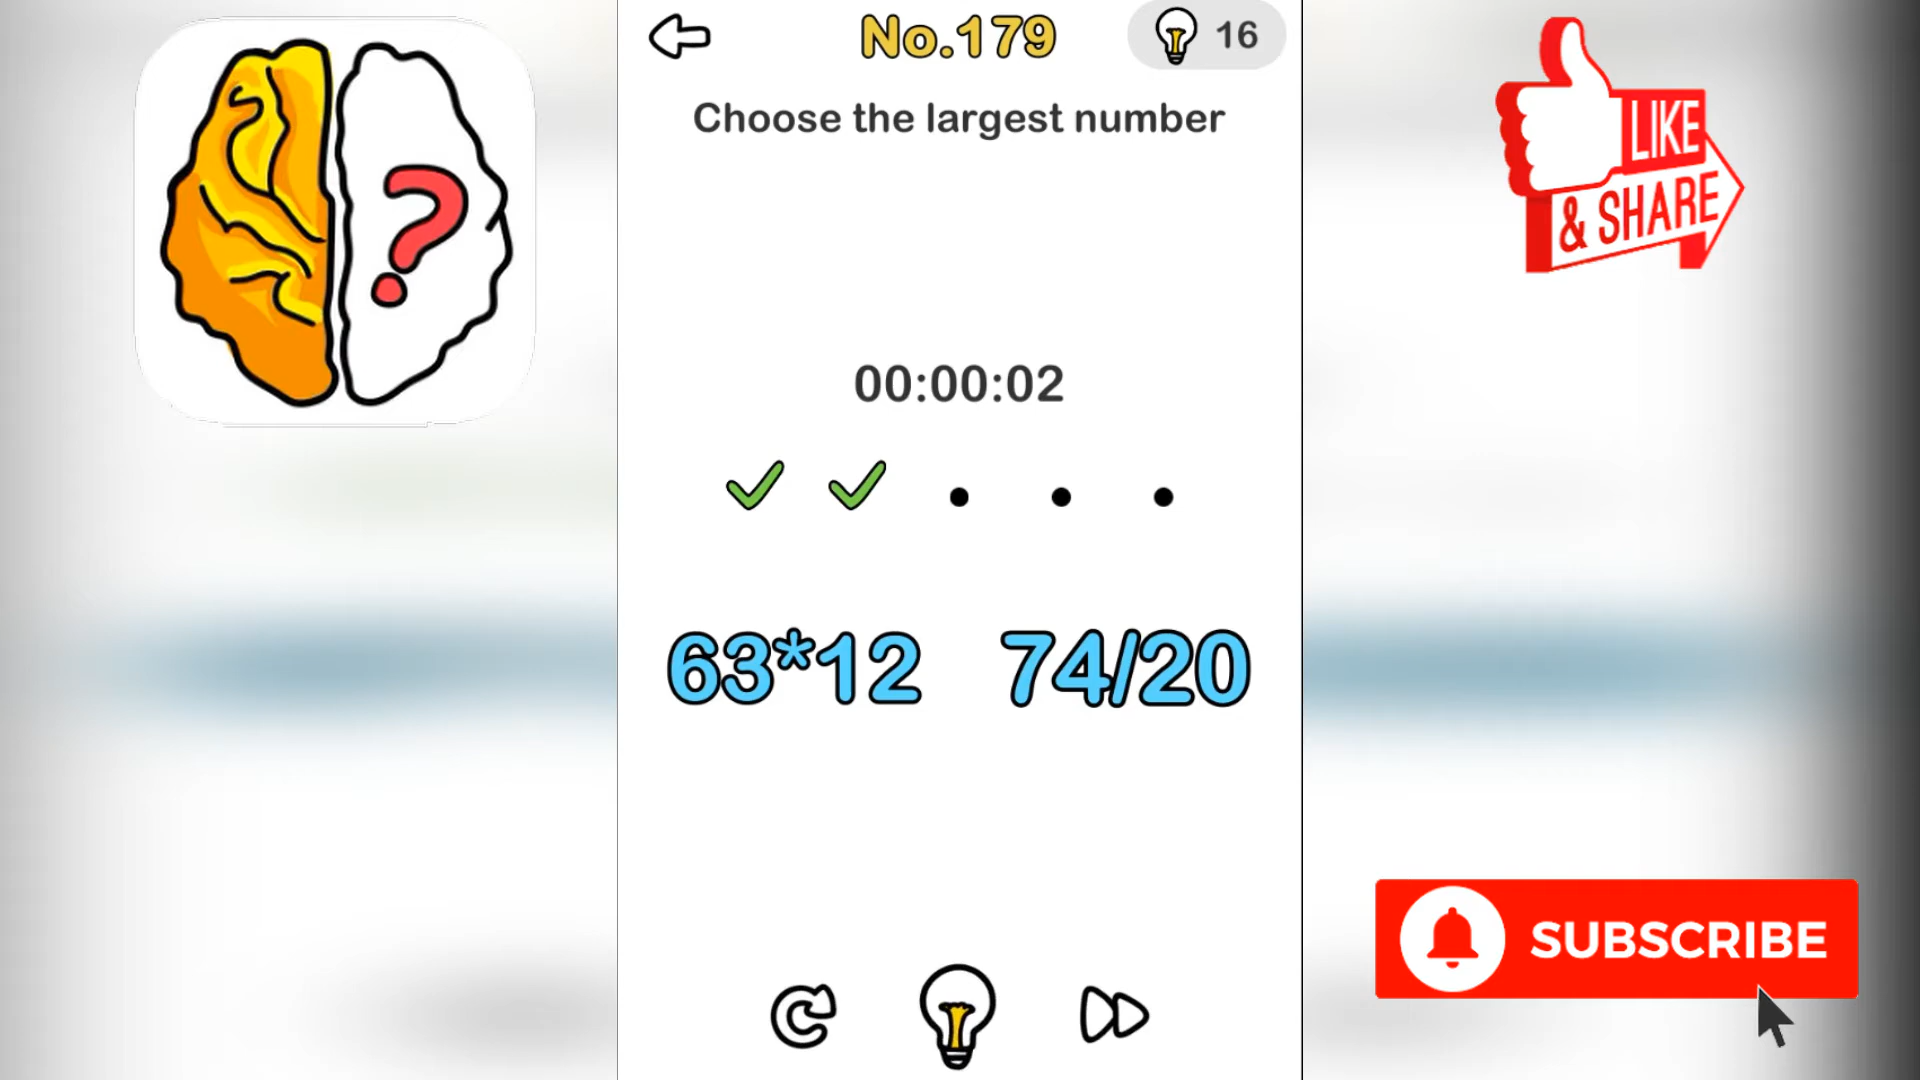 No.179
16
Choose the largest number
00:00:02
63*12 74/20
?
LIKE
& SHARE
SUBSCRIBE